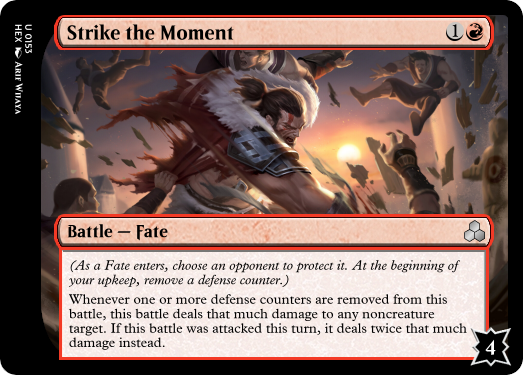 Strike the Moment
1
U 0153
HEX Arif Wijaya
Battle — Fate
(As a Fate enters, choose an opponent to protect it. At the beginning of
your upkeep, remove a defense counter.)
Whenever one or more defense counters are removed from this
battle, this battle deals that much damage to any noncreature
target. If this battle was attacked this turn, it deals twice that much
damage instead.
4